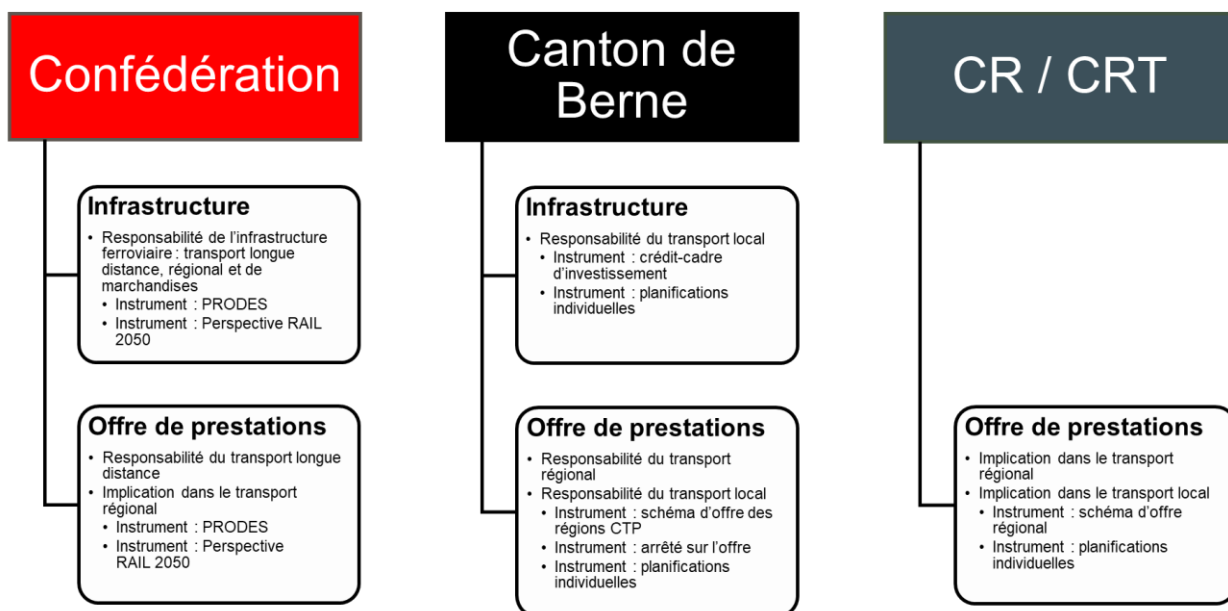 Confédération
Infrastructure
• Responsabilité de l’infrastructure
ferroviaire : transport longue
distance, régional et de
marchandises
• Instrument : PRODES
• Instrument : Perspective RAIL
2050
Offre de prestations
• Responsabilité du transport longue
distance
• Implication dans le transport
régional
• Instrument : PRODES
• Instrument : Perspective
RAIL 2050
Canton de
Berne
Infrastructure
• Responsabilité du transport local
• Instrument : crédit-cadre
d’investissement
• Instrument : planifications
individuelles
Offre de prestations
• Responsabilité du transport
régional
• Responsabilité du transport local
• Instrument : schéma d’offre des
régions CTP
• Instrument : arrêté sur l’offre
• Instrument : planifications
individuelles
CR / CRT
Offre de prestations
• Implication dans le transport
régional
• Implication dans le transport local
• Instrument : schéma d’offre
régional
• Instrument : planifications
individuelles